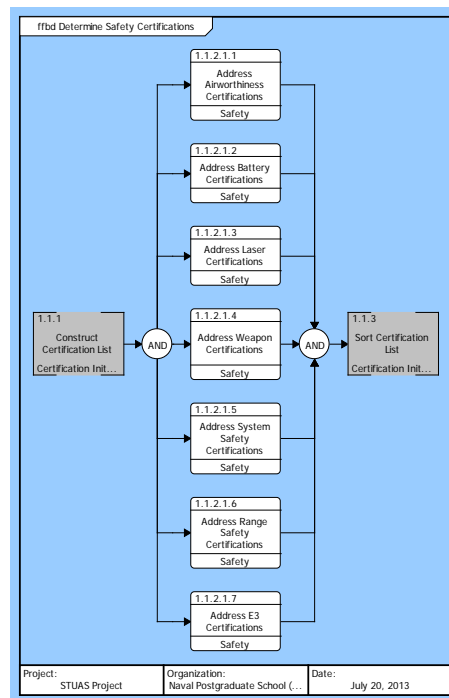 ffbd Determine Safety Certifications
1.1.2.1.1
Address
Airworthiness
Certifications
Safety
1.1.2.1.2
Address Battery
Certifications
Safety
1.1.2.1.3
Address Laser
Certifications
Safety
1.1.1
Construct
Certification List
Certification Init...
AND
1.1.2.1.4
Address Weapon
Certifications
Safety
AND
1.1.3
Sort Certification
List
Certification Init...
1.1.2.1.5
Address System
Safety
Certifications
Safety
1.1.2.1.6
Address Range
Safety
Certifications
Safety
1.1.2.1.7
Address E3
Certifications
Safety
Project:
STUAS Project
Organization:
Naval Postgraduate School (...
Date:
July 20, 2013